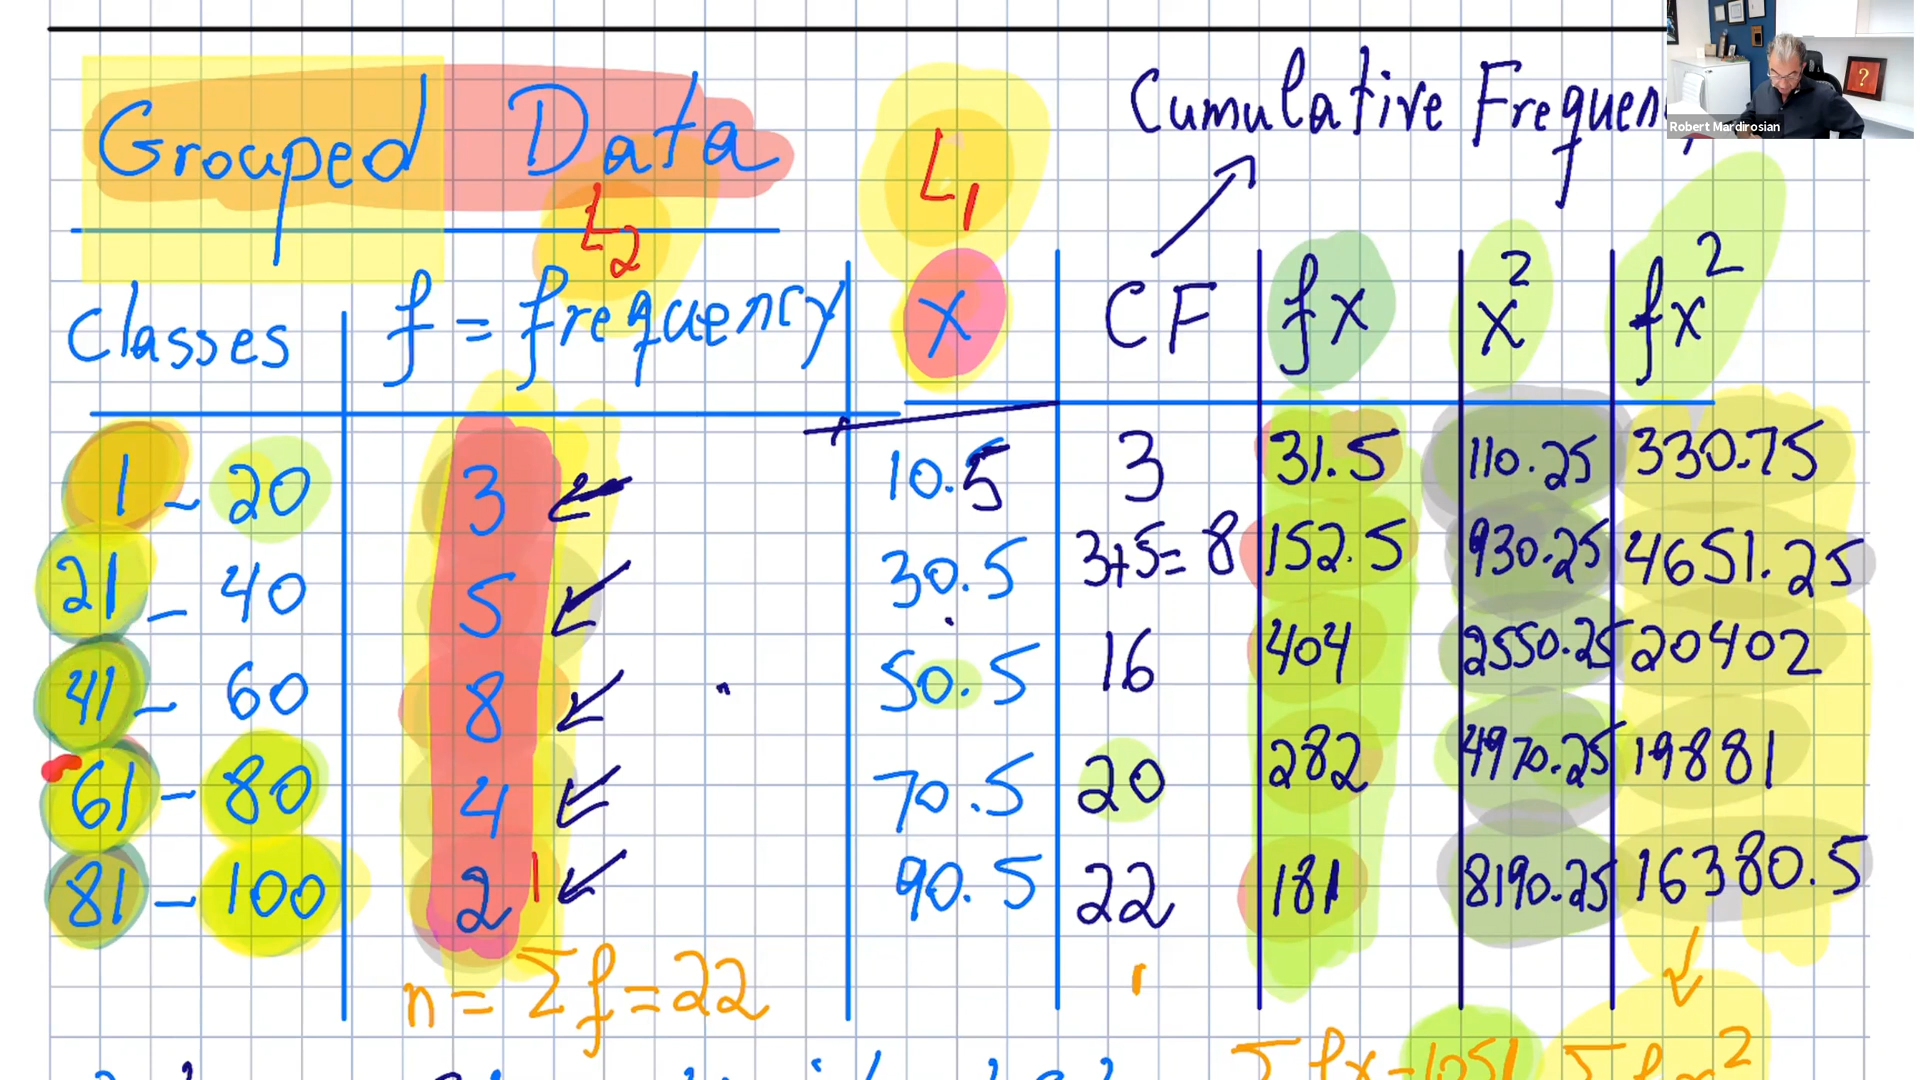 Cumulative Frequen
Robert Mardirosian
?
Grouped Data
L2
L1
Classes f = frequency x CF fx x² fx²
1 - 20 3 10.5 3 31.5 110.25 330.75
21 - 40 5 30.5 3+5=8 152.5 930.25 4651.25
41 - 60 8 50.5 16 404 2550.25 20402
61 - 80 4 70.5 20 282 4970.25 19881
81 - 100 2 90.5 22 181 8190.25 16380.5
n = Σf = 22
Σfx = 1051 Σfx²